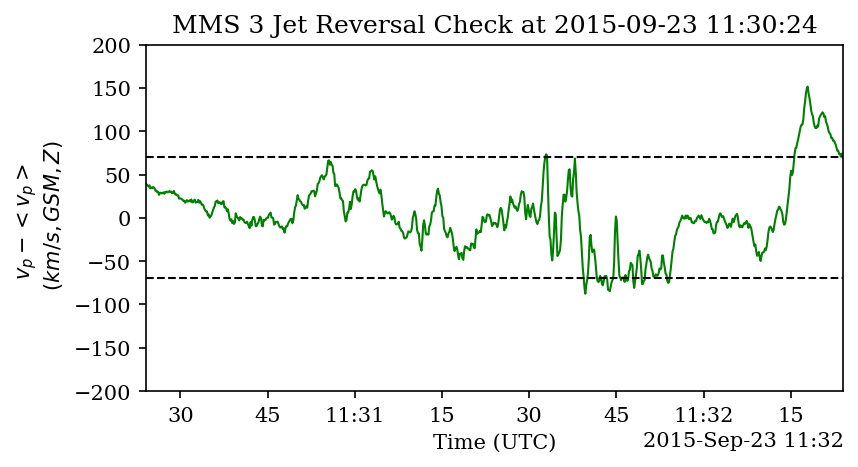 MMS 3 Jet Reversal Check at 2015-09-23 11:30:24
v_p − < v_p >
(km/s, GSM, Z)
200
150
100
50
0
−50
−100
−150
−200
30 45 11:31 15 30 45 11:32 15
Time (UTC)
2015-Sep-23 11:32